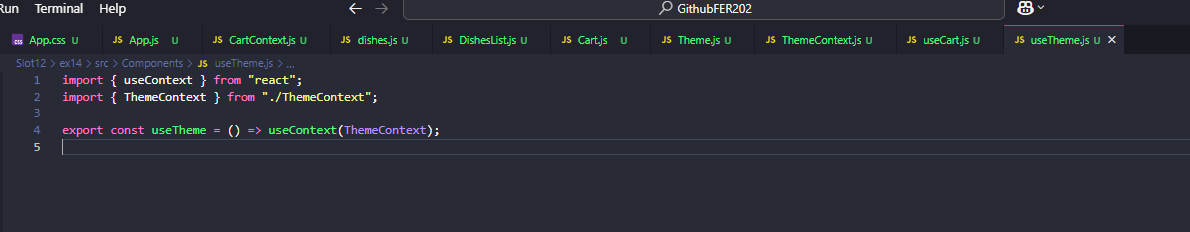 Run Terminal Help GithubFER202
App.css U JS App.js U JS CartContext.js U JS dishes.js U JS DishesList.js U JS Cart.js U JS Theme.js U JS ThemeContext.js U JS useCart.js U JS useTheme.js U
Slot12 > ex14 > src > Components > JS useTheme.js > ...
1 import { useContext } from "react";
2 import { ThemeContext } from "./ThemeContext";
3
4 export const useTheme = () => useContext(ThemeContext);
5